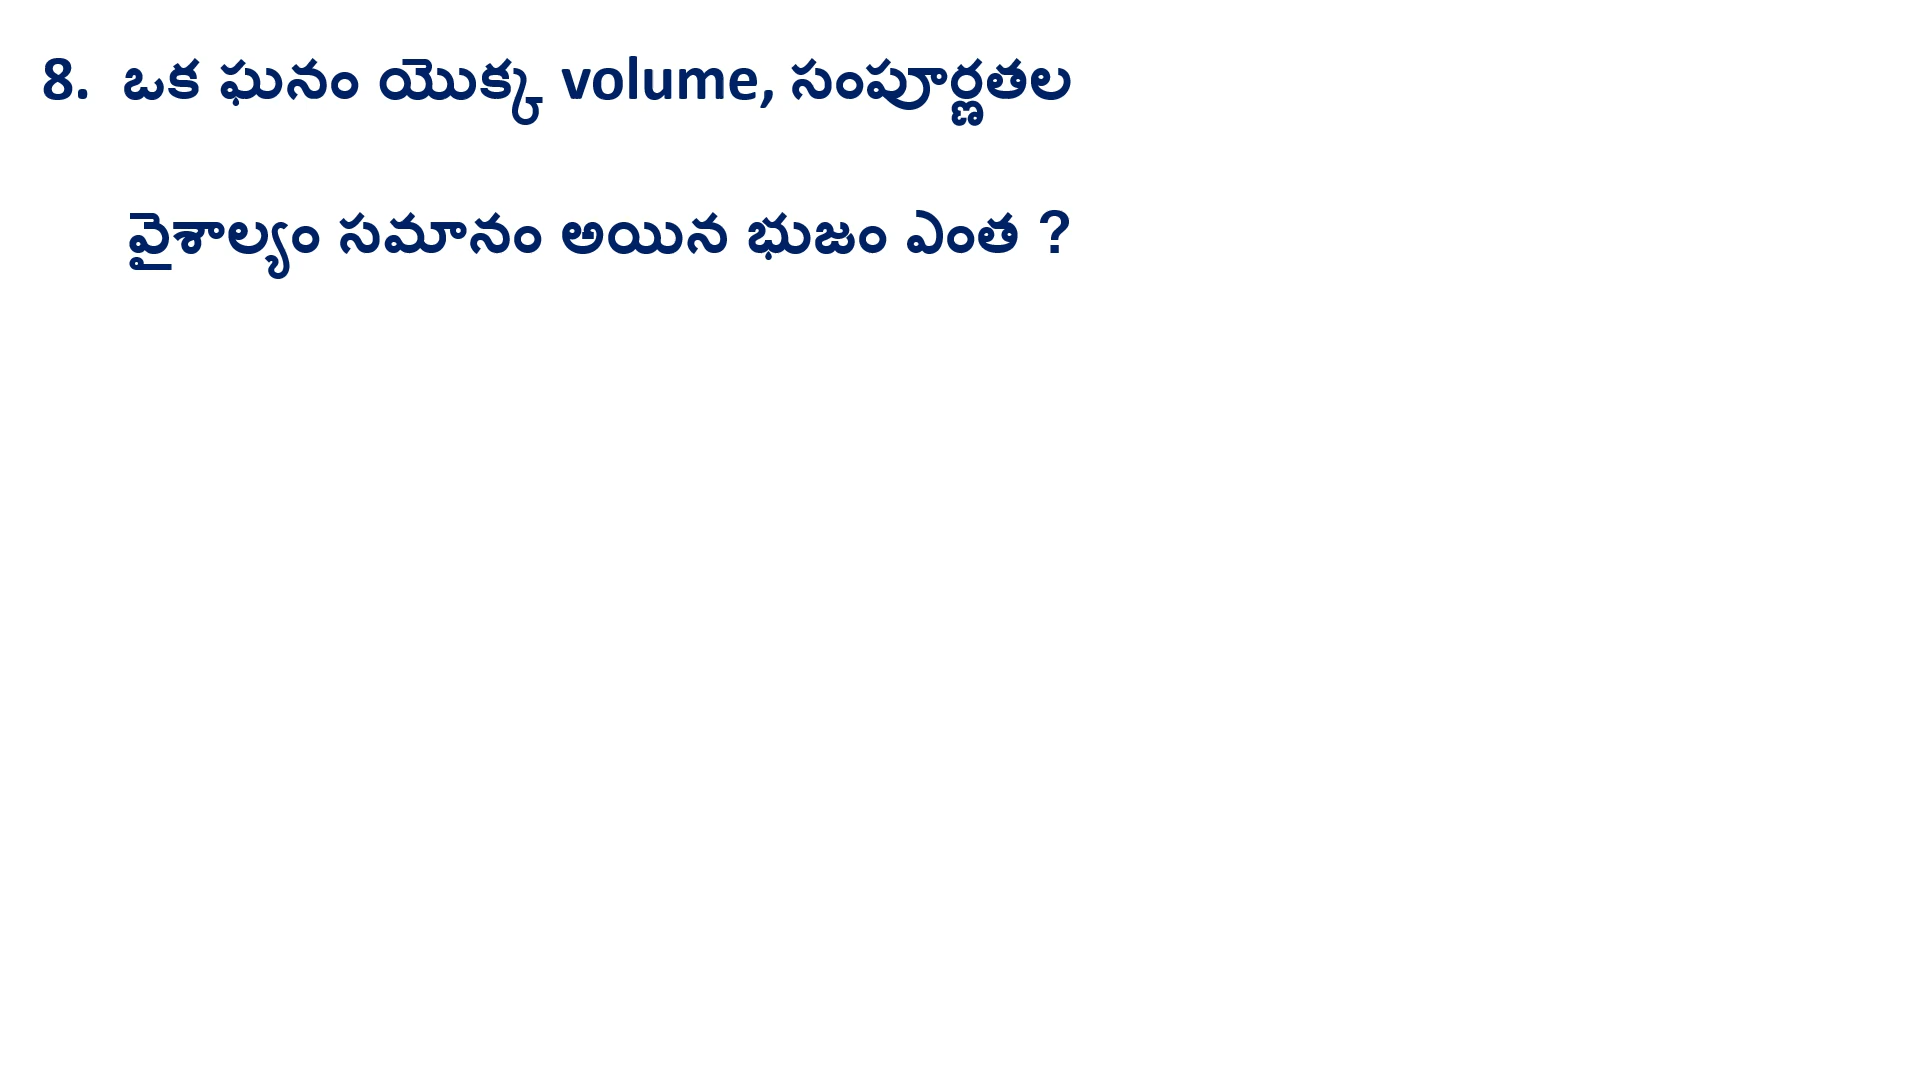 8. ఒక ఘనం యొక్క volume, సంపూర్ణతల
వైశాల్యం సమానం అయిన భుజం ఎంత ?